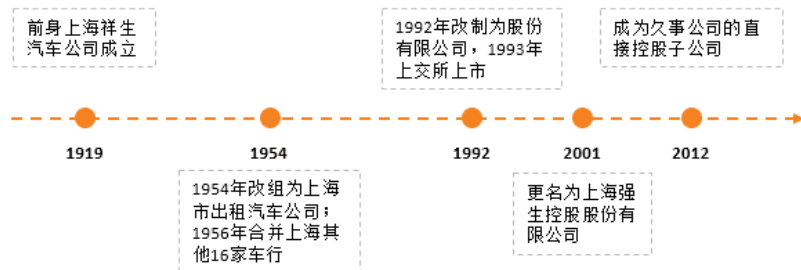 前身上海祥生
汽车公司成立
1992年改制为股份
有限公司，1993年
上交所上市
成为久事公司的直
接控股子公司
1919
1954
1992
2001
2012
1954年改组为上海
市出租汽车公司；
1956年合并上海其
他16家车行
更名为上海强
生控股股份有
限公司